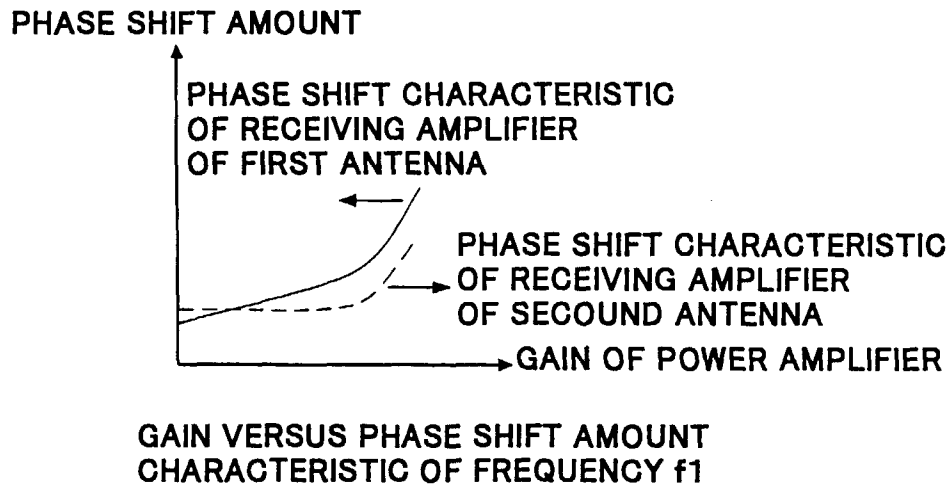 PHASE SHIFT AMOUNT
PHASE SHIFT CHARACTERISTIC
OF RECEIVING AMPLIFIER
OF FIRST ANTENNA
PHASE SHIFT CHARACTERISTIC
OF RECEIVING AMPLIFIER
OF SECOUND ANTENNA
GAIN OF POWER AMPLIFIER
GAIN VERSUS PHASE SHIFT AMOUNT
CHARACTERISTIC OF FREQUENCY f1